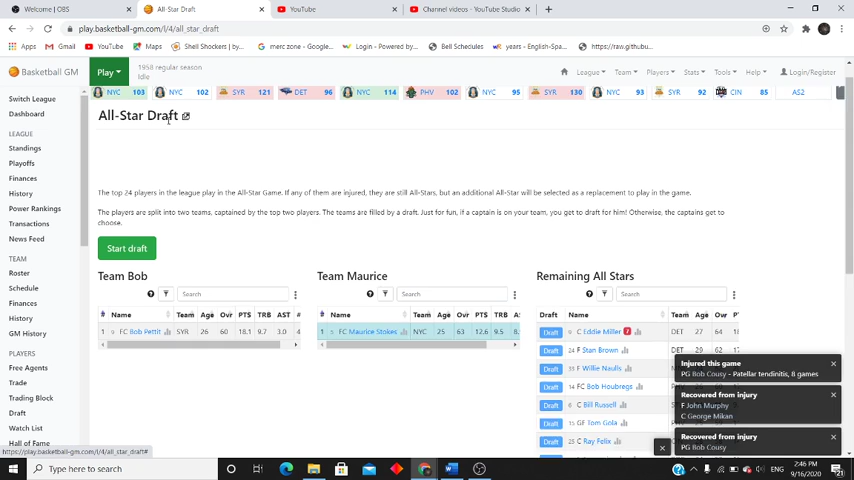 Welcome | OBS
All-Star Draft
YouTube
Channel videos - YouTube Studio
play.basketball-gm.com/l/4/all_star_draft
Apps Gmail YouTube Maps Shell Shockers | by... merc zone - Google... Login - Powered by... Bell Schedules years - English-Spa... https://raw.githubu...
Basketball GM
Play
1958 regular season
Idle
League Team Players Stats Tools Help Login/Register
NYC 103 NYC 102 SYR 121 DET 96 NYC 114 PHV 102 NYC 95 SYR 130 NYC 93 SYR 92 CIN 85 AS2
Switch League
Dashboard
LEAGUE
Standings
Playoffs
Finances
History
Power Rankings
Transactions
News Feed
TEAM
Roster
Schedule
Finances
History
GM History
PLAYERS
Free Agents
Trade
Trading Block
Draft
Watch List
Hall of Fame
All-Star Draft
The top 24 players in the league play in the All-Star Game. If any of them are injured, they are still All-Stars, but an additional All-Star will be selected as a replacement to play in the game.
The players are split into two teams, captained by the top two players. The teams are filled by a draft. Just for fun, if a captain is on your team, you get to draft for him! Otherwise, the captains get to
choose.
Start draft
Team Bob
Search
# Name Team Age Ovr PTS TRB AST
1 9 FC Bob Pettit SYR 26 60 18.1 9.7 3.0
Team Maurice
Search
# Name Team Age Ovr PTS TRB
1 FC Maurice Stokes NYC 25 63 12.6 9.5
Remaining All Stars
Search
Draft Name Team Age Ovr PTS
Draft 9 C Eddie Miller 7 DET 27 64
Draft 24 F Stan Brown DET 29 62
Draft 33 F Willie Naulls
Draft 14 FC Bob Houbregs
Draft 6 C Bill Russell
Draft 15 GF Tom Gola
Draft 25 C Ray Felix
Injured this game
PG Bob Cousy - Patellar tendinitis, 8 games
Recovered from injury
F John Murphy
C George Mikan
Recovered from injury
PG Bob Cousy
https://play.basketball-gm.com/l/4/all_star_draft#
Type here to search
2:46 PM
9/16/2020
21